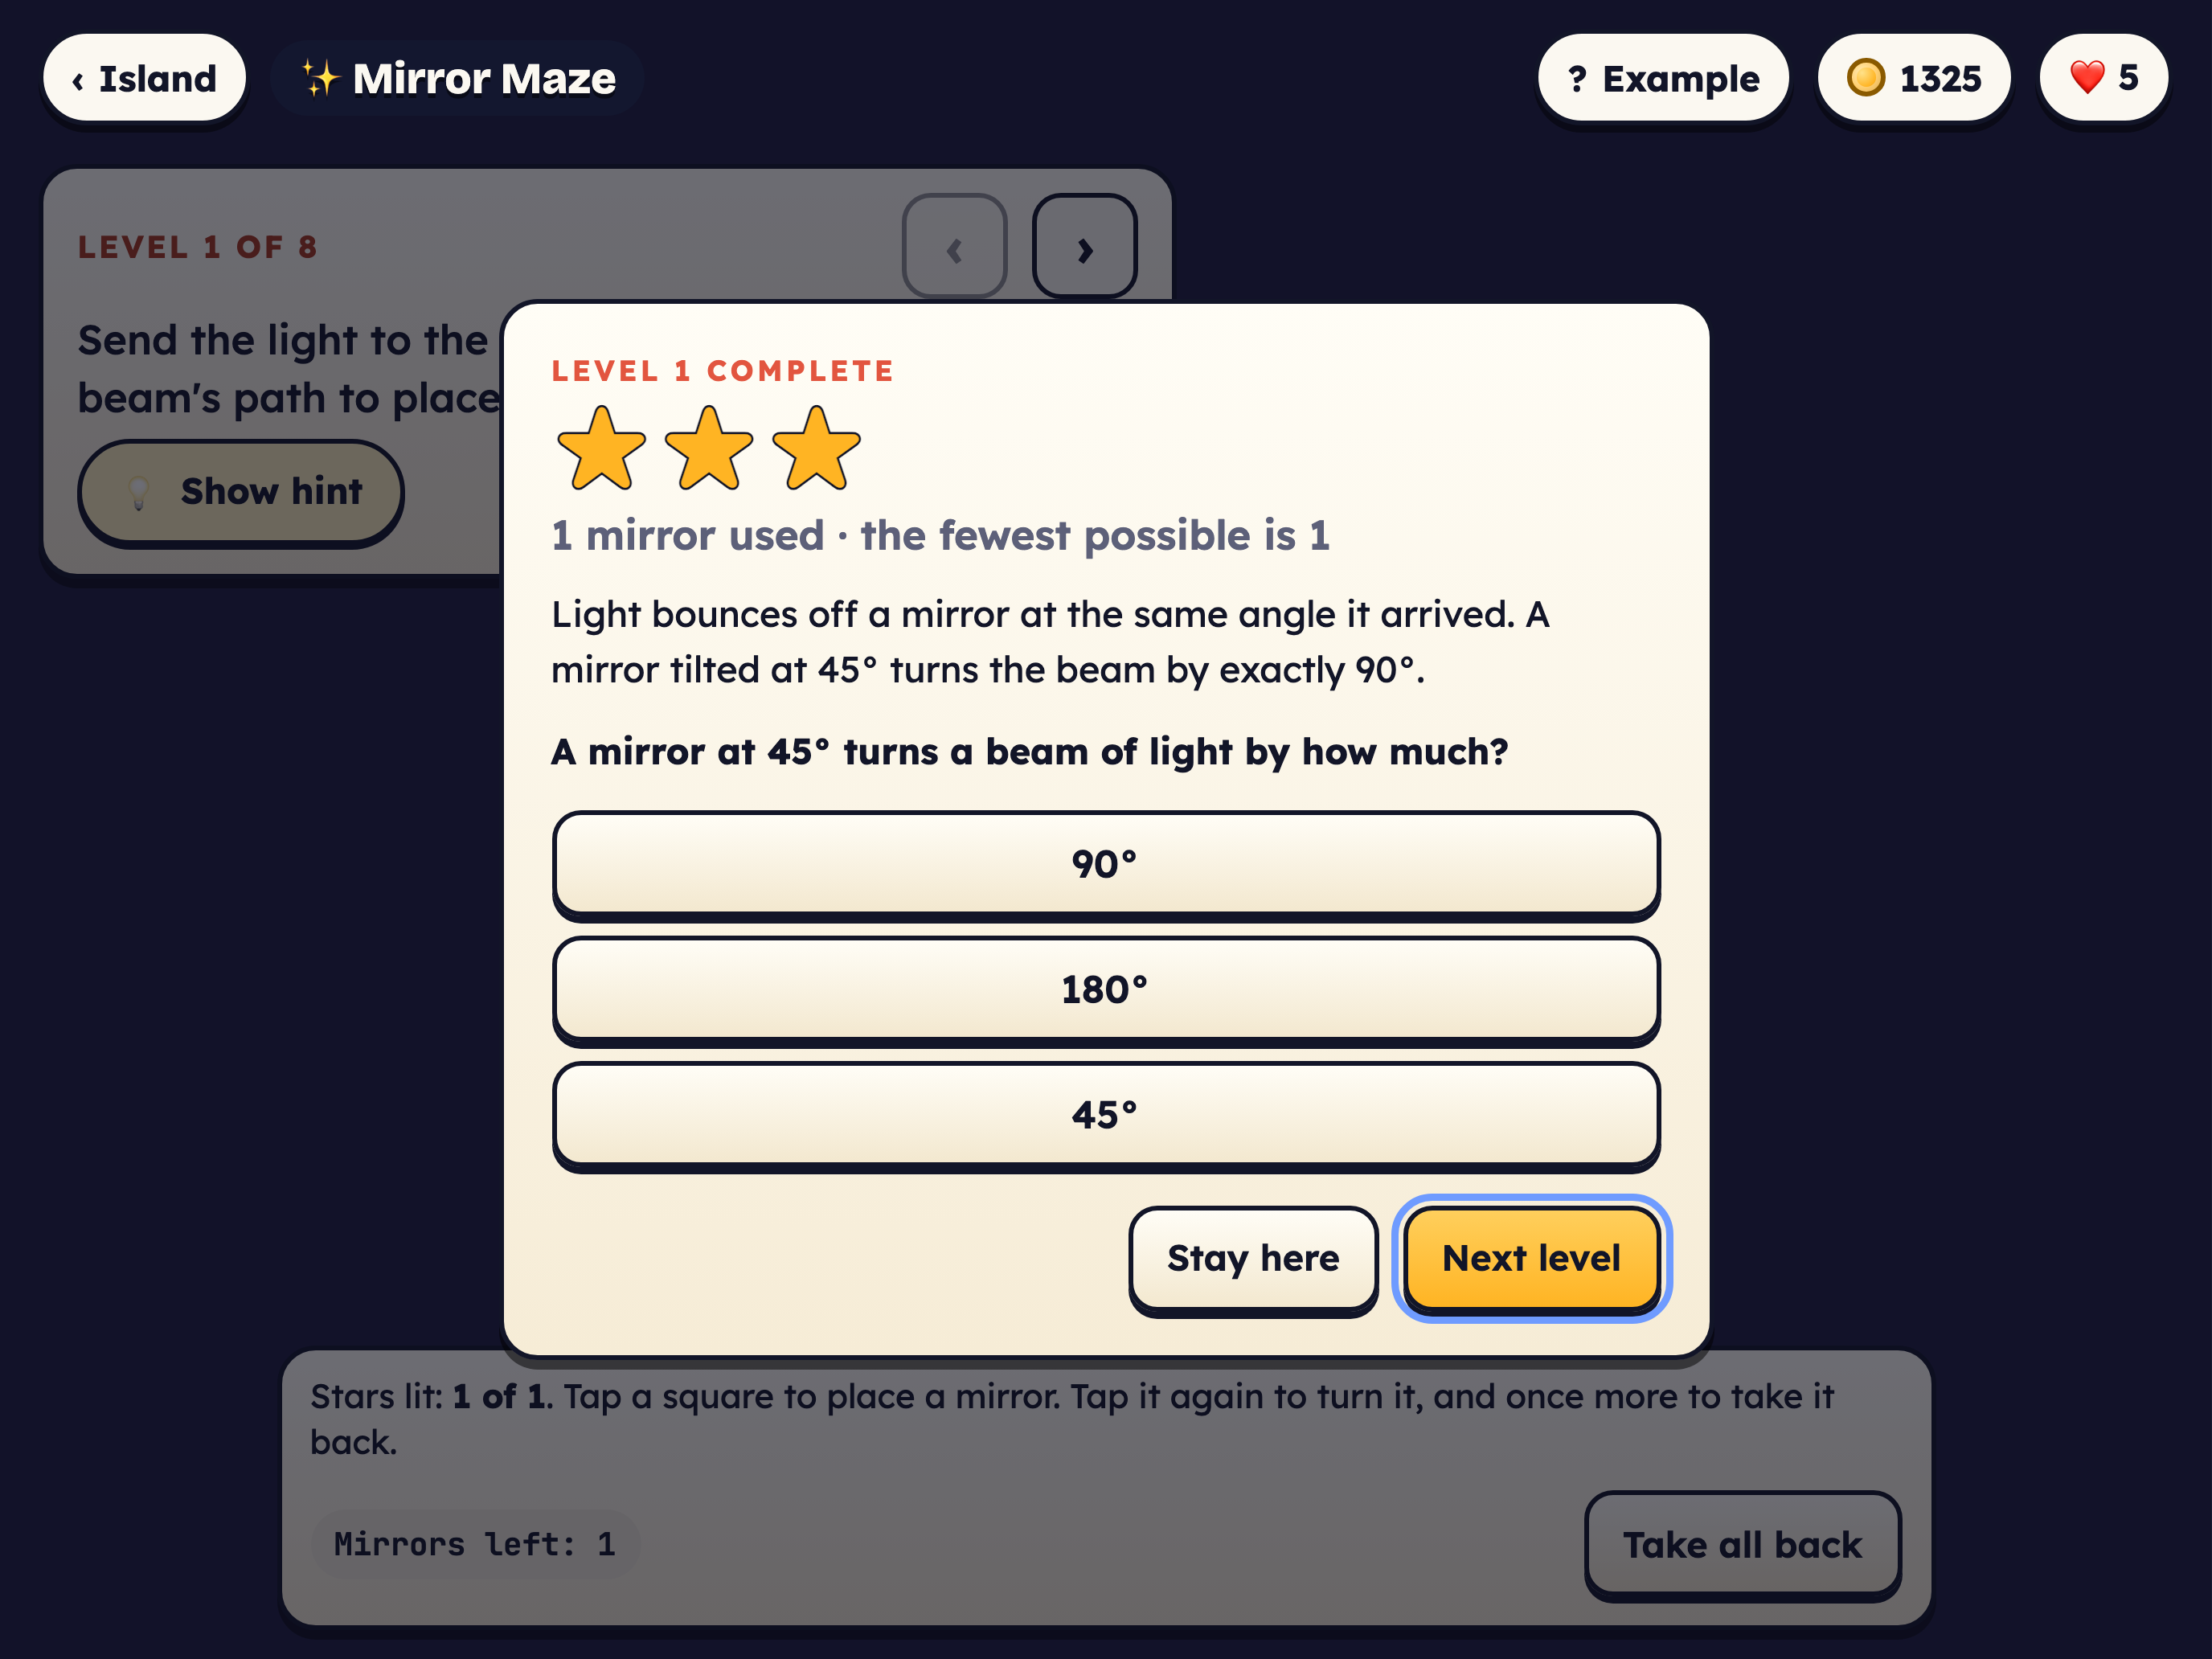 ‹ Island
✨ Mirror Maze
? Example
1325
❤️ 5
LEVEL 1 OF 8
‹ ›
Send the light to the
beam's path to place
Show hint
LEVEL 1 COMPLETE
1 mirror used · the fewest possible is 1
Light bounces off a mirror at the same angle it arrived. A
mirror tilted at 45° turns the beam by exactly 90°.
A mirror at 45° turns a beam of light by how much?
90°
180°
45°
Stay here
Next level
Stars lit: 1 of 1. Tap a square to place a mirror. Tap it again to turn it, and once more to take it
back.
Mirrors left: 1
Take all back